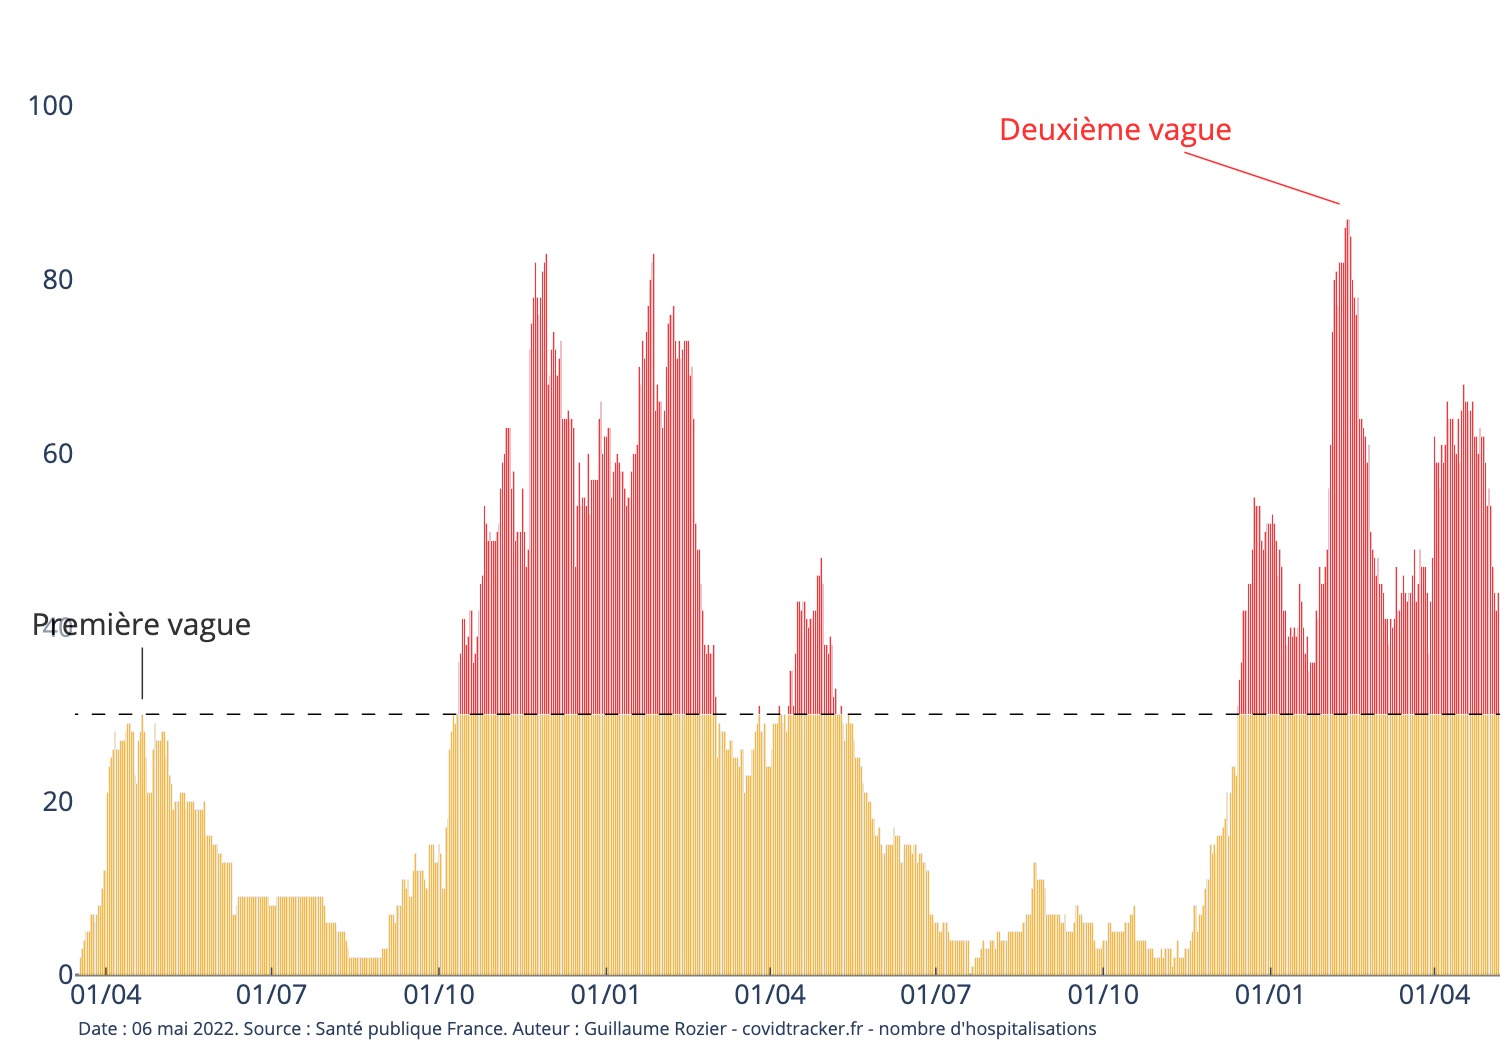 100
Deuxième vague
80
60
Première vague
40
20
0
01/04 01/07 01/10 01/01 01/04 01/07 01/10 01/01 01/04
Date : 06 mai 2022. Source : Santé publique France. Auteur : Guillaume Rozier - covidtracker.fr - nombre d'hospitalisations